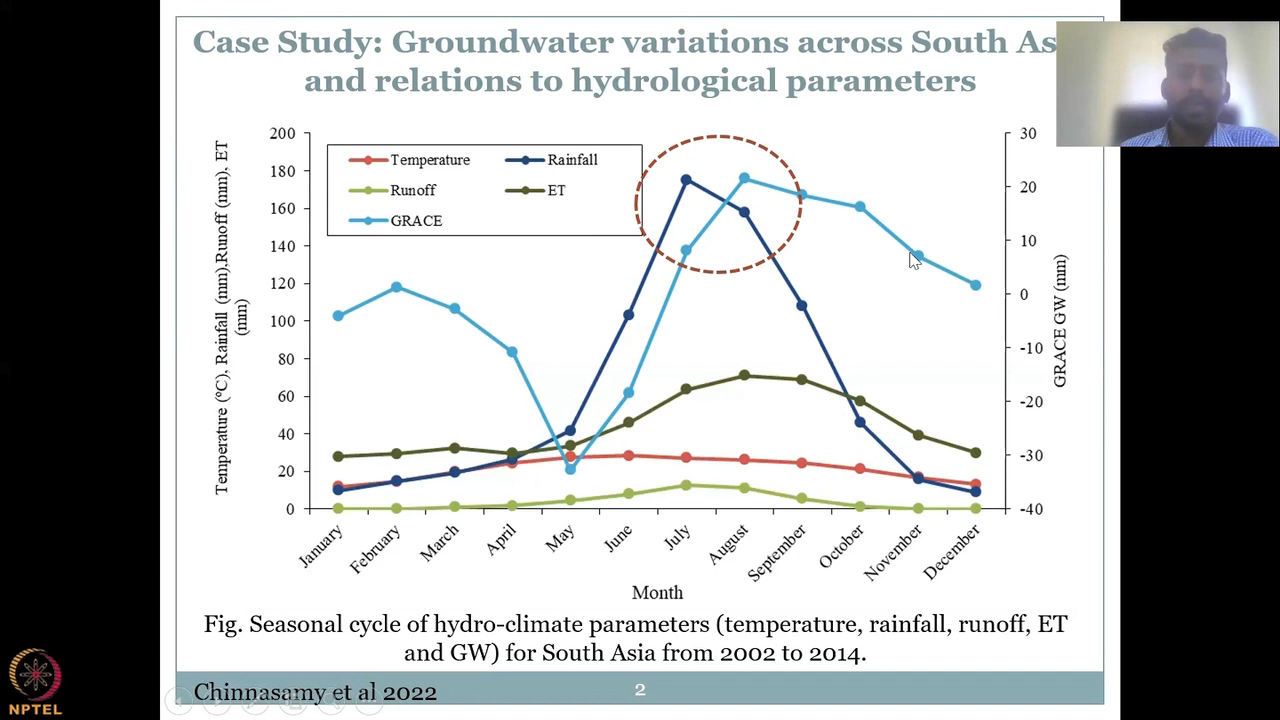 Case Study: Groundwater variations across South As
and relations to hydrological parameters
Temperature (ºC), Rainfall (mm),Runoff (mm), ET
(mm)
200
180
160
140
120
100
80
60
40
20
0
Temperature
Rainfall
Runoff
ET
GRACE
30
20
10
0
-10
-20
-30
-40
GRACE GW (mm)
January
February
March
April
May
June
July
August
September
October
November
December
Month
Fig. Seasonal cycle of hydro-climate parameters (temperature, rainfall, runoff, ET
and GW) for South Asia from 2002 to 2014.
Chinnasamy et al 2022
2
NPTEL